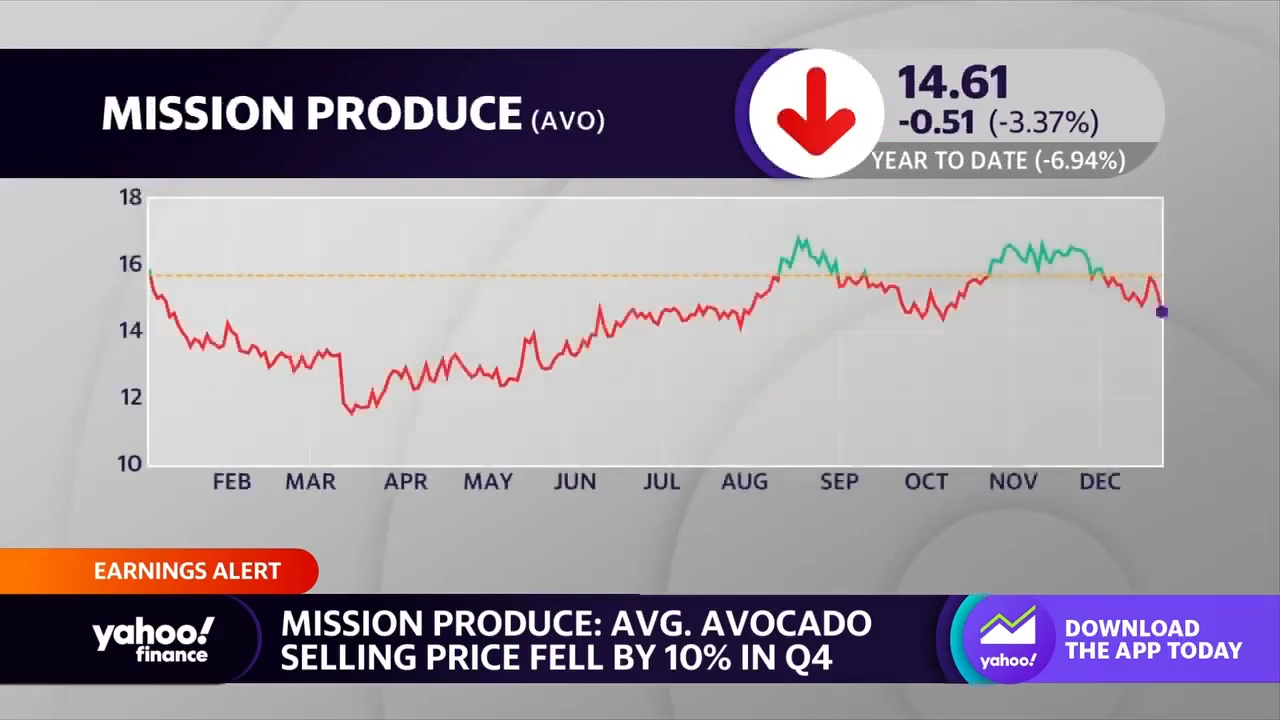 MISSION PRODUCE (AVO)
14.61
-0.51 (-3.37%)
YEAR TO DATE (-6.94%)
18
16
14
12
10
FEB MAR APR MAY JUN JUL AUG SEP OCT NOV DEC
EARNINGS ALERT
yahoo!
finance
MISSION PRODUCE: AVG. AVOCADO
SELLING PRICE FELL BY 10% IN Q4
yahoo!
DOWNLOAD
THE APP TODAY